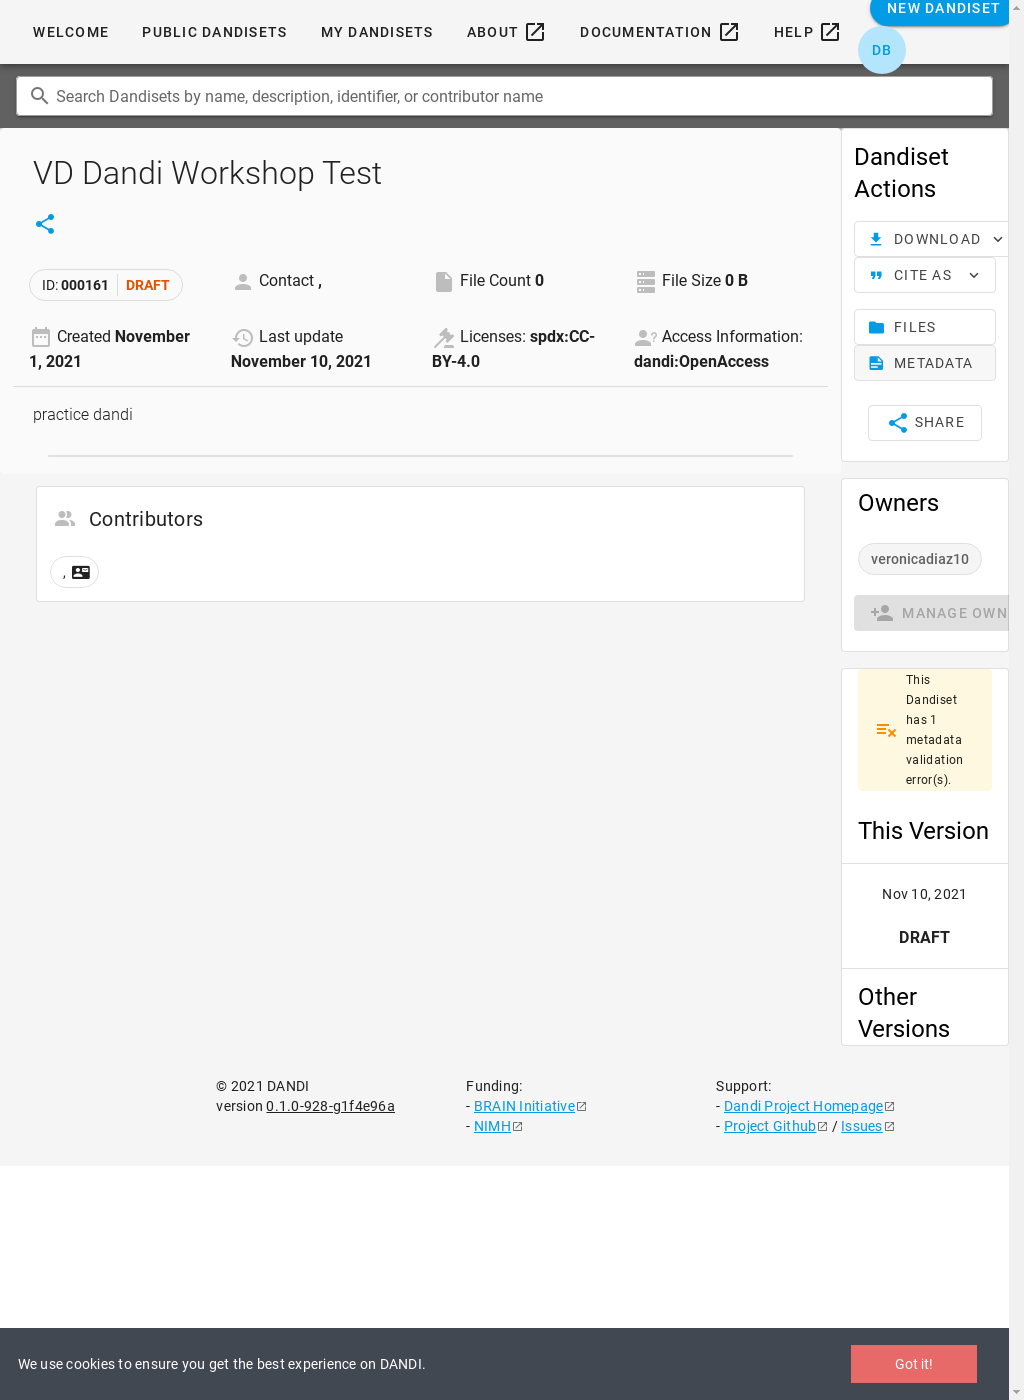 WELCOME
PUBLIC DANDISETS
MY DANDISETS
ABOUT
DOCUMENTATION
HELP
NEW DANDISET
DB
Search Dandisets by name, description, identifier, or contributor name
VD Dandi Workshop Test
ID: 000161 DRAFT
Contact ,
File Count 0
File Size 0 B
Created November
1, 2021
Last update
November 10, 2021
Licenses: spdx:CC-
BY-4.0
Access Information:
dandi:OpenAccess
practice dandi
Contributors
,
Dandiset
Actions
DOWNLOAD
CITE AS
FILES
METADATA
SHARE
Owners
veronicadiaz10
MANAGE OWN
This
Dandiset
has 1
metadata
validation
error(s).
This Version
Nov 10, 2021
DRAFT
Other
Versions
© 2021 DANDI
version 0.1.0-928-g1f4e96a
Funding:
- BRAIN Initiative
- NIMH
Support:
- Dandi Project Homepage
- Project Github / Issues
We use cookies to ensure you get the best experience on DANDI.
Got it!